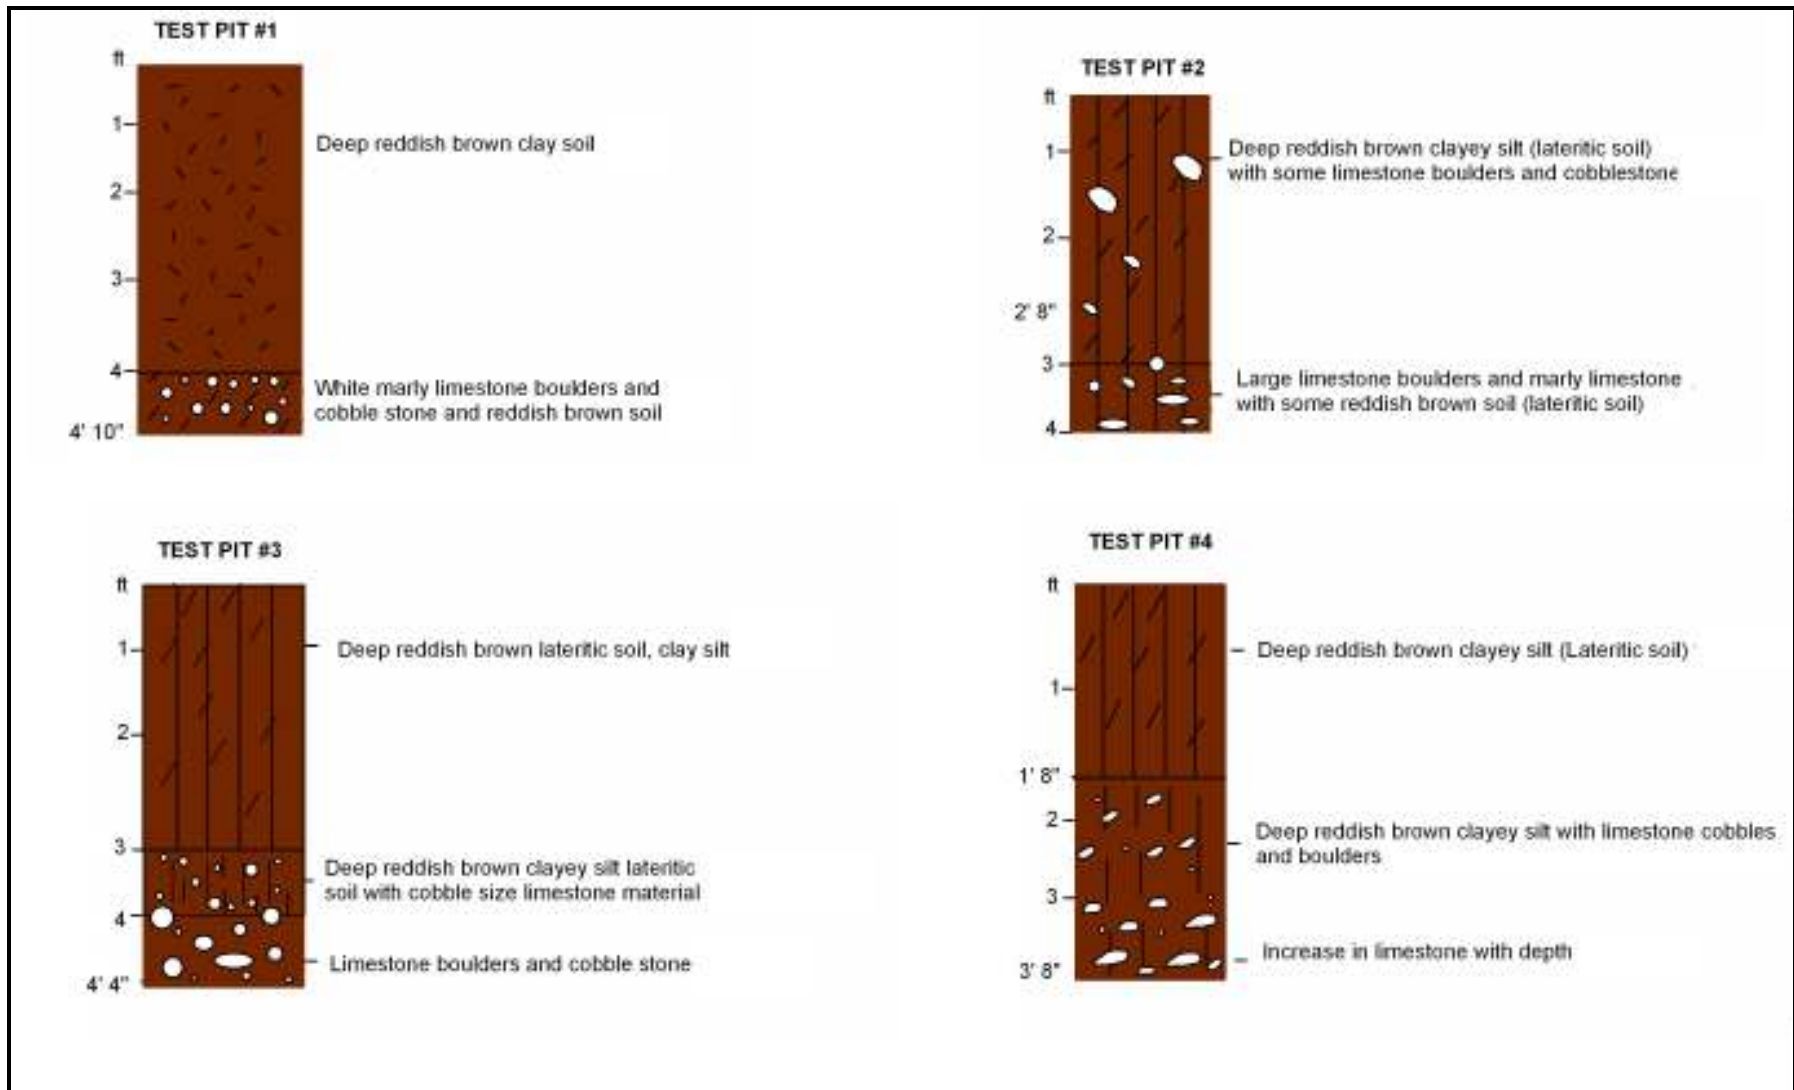 TEST PIT #1
ft
1
Deep reddish brown clay soil
2
3
4
White marly limestone boulders and
cobble stone and reddish brown soil
4' 10"
TEST PIT #2
ft
1
Deep reddish brown clayey silt (lateritic soil)
with some limestone boulders and cobblestone
2
2' 8"
3
Large limestone boulders and marly limestone
with some reddish brown soil (lateritic soil)
4
TEST PIT #3
ft
1
Deep reddish brown lateritic soil, clay silt
2
3
Deep reddish brown clayey silt lateritic
soil with cobble size limestone material
4
Limestone boulders and cobble stone
4' 4"
TEST PIT #4
ft
Deep reddish brown clayey silt (Lateritic soil)
1
1' 8"
2
Deep reddish brown clayey silt with limestone cobbles
and boulders
3
Increase in limestone with depth
3' 8"